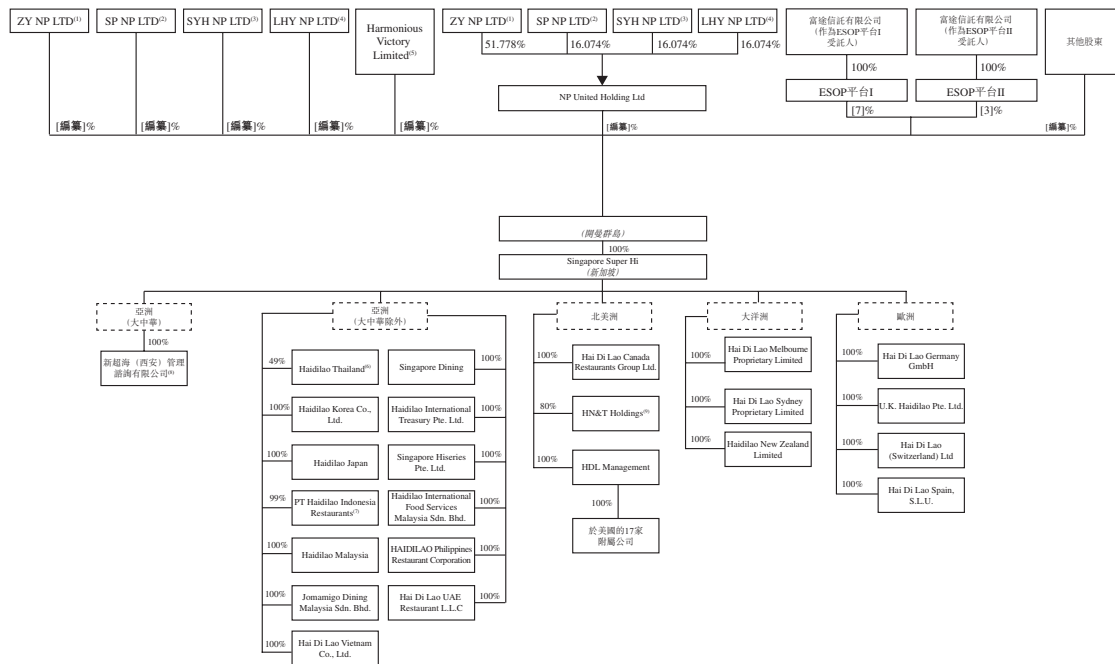 ZY NP LTD(1)
SP NP LTD(2)
SYH NP LTD(3)
LHY NP LTD(4)
Harmonious
Victory
Limited(5)
ZY NP LTD(1)
SP NP LTD(2)
SYH NP LTD(3)
LHY NP LTD(4)
富途信託有限公司
(作為ESOP平台I
受託人)
富途信託有限公司
(作為ESOP平台II
受託人)
其他股東
51.778%
16.074%
16.074%
16.074%
100%
100%
NP United Holding Ltd
ESOP平台I
ESOP平台II
[7]%
[3]%
[編纂]%
[編纂]%
[編纂]%
[編纂]%
[編纂]%
[編纂]%
[編纂]%
(開曼群島)
100%
Singapore Super Hi
(新加坡)
亞洲
(大中華)
亞洲
(大中華除外)
北美洲
大洋洲
歐洲
100%
新超海(西安)管理
諮詢有限公司(8)
49%
Haidilao Thailand(6)
Singapore Dining
100%
100%
Haidilao Korea Co.,
Ltd.
Haidilao International
Treasury Pte. Ltd.
100%
100%
Haidilao Japan
Singapore Hiseries
Pte. Ltd.
100%
99%
PT Haidilao Indonesia
Restaurants(7)
Haidilao International
Food Services
Malaysia Sdn. Bhd.
100%
100%
Haidilao Malaysia
HAIDILAO Philippines
Restaurant Corporation
100%
100%
Jomamigo Dining
Malaysia Sdn. Bhd.
Hai Di Lao UAE
Restaurant L.L.C
100%
100%
Hai Di Lao Vietnam
Co., Ltd.
100%
Hai Di Lao Canada
Restaurants Group Ltd.
80%
HN&T Holdings(9)
100%
HDL Management
100%
於美國的17家
附屬公司
100%
Hai Di Lao Melbourne
Proprietary Limited
100%
Hai Di Lao Sydney
Proprietary Limited
100%
Haidilao New Zealand
Limited
100%
Hai Di Lao Germany
GmbH
100%
U.K. Haidilao Pte. Ltd.
100%
Hai Di Lao
(Switzerland) Ltd
100%
Hai Di Lao Spain,
S.L.U.